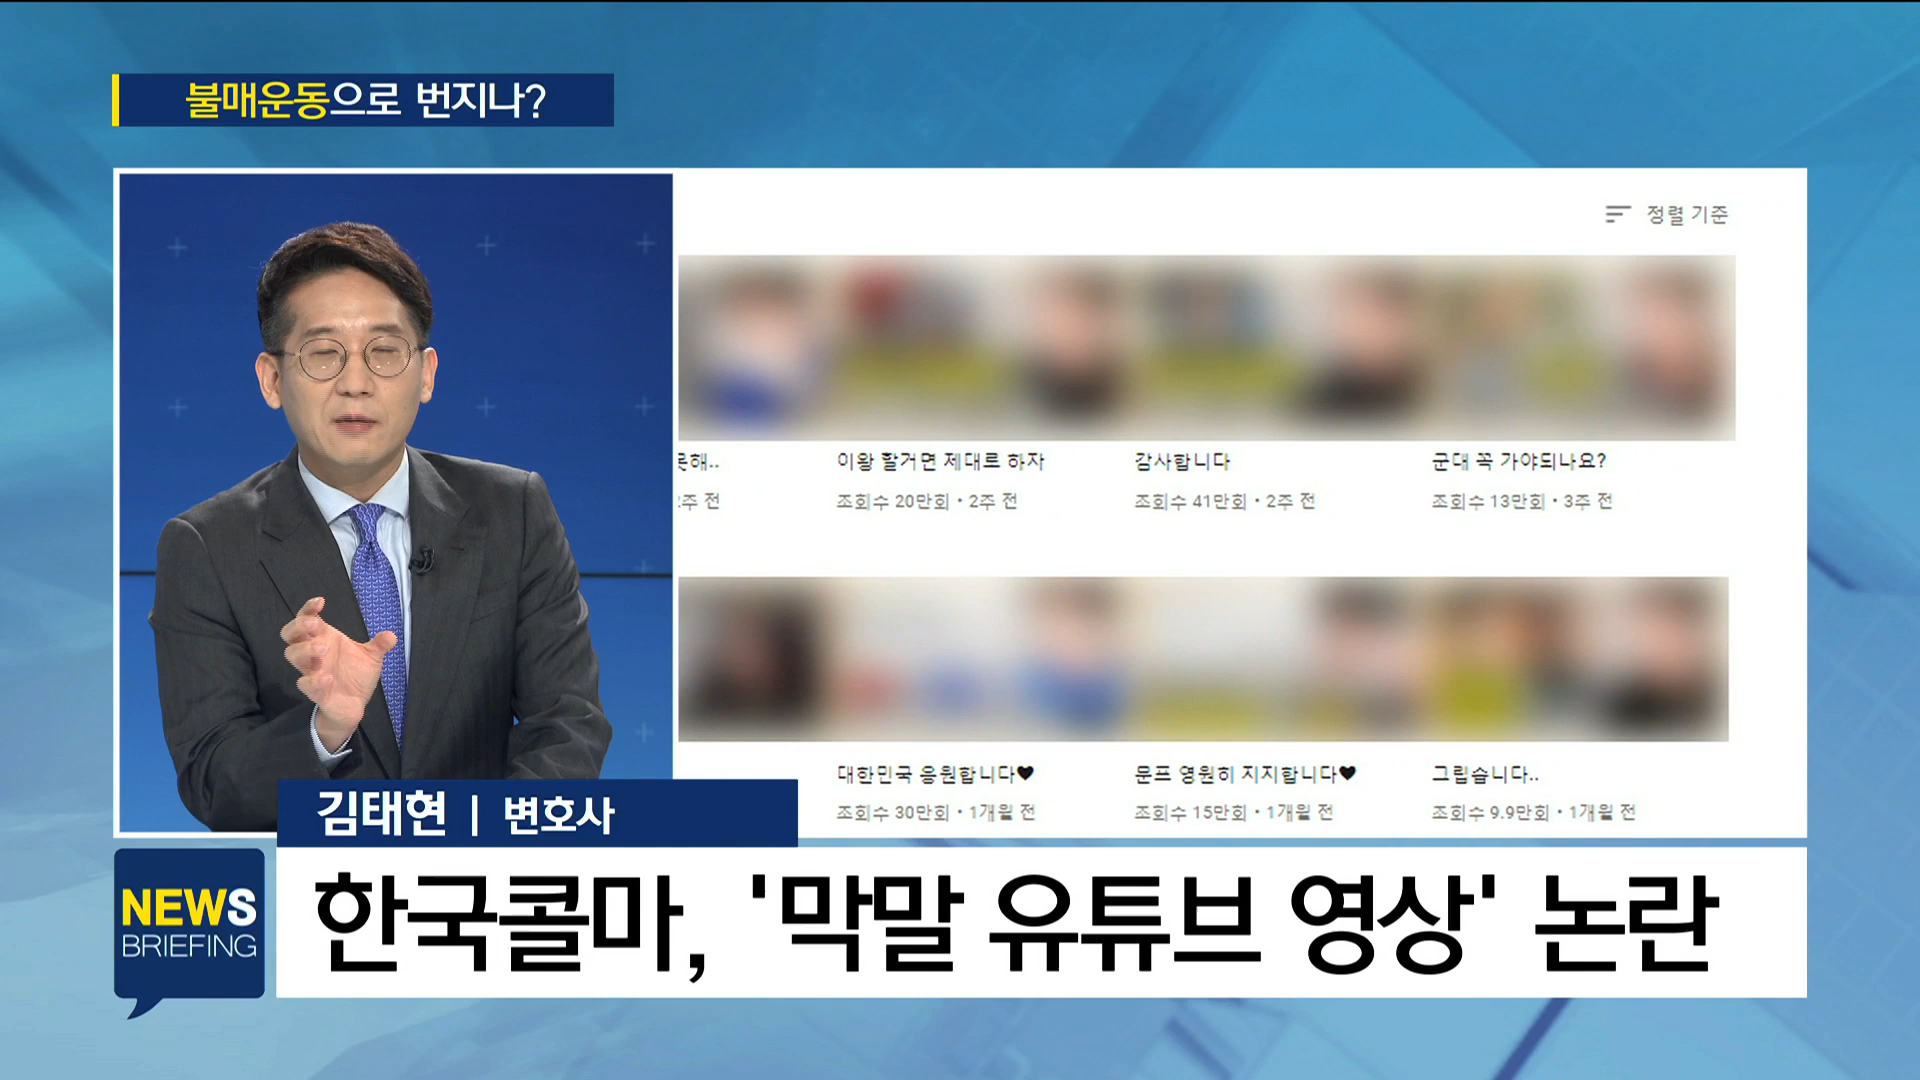 불매운동으로 번지나?
정렬 기준
못해..
이왕 할거면 제대로 하자
감사합니다
군대 꼭 가야되나요?
주 전
조회수 20만회 • 2주 전
조회수 41만회 • 2주 전
조회수 13만회 • 3주 전
대한민국 응원합니다♥
문프 영원히 지지합니다♥
그립습니다..
조회수 30만회 • 1개월 전
조회수 15만회 • 1개월 전
조회수 9.9만회 • 1개월 전
김태현 | 변호사
NEWS
BRIEFING
한국콜마, '막말 유튜브 영상' 논란